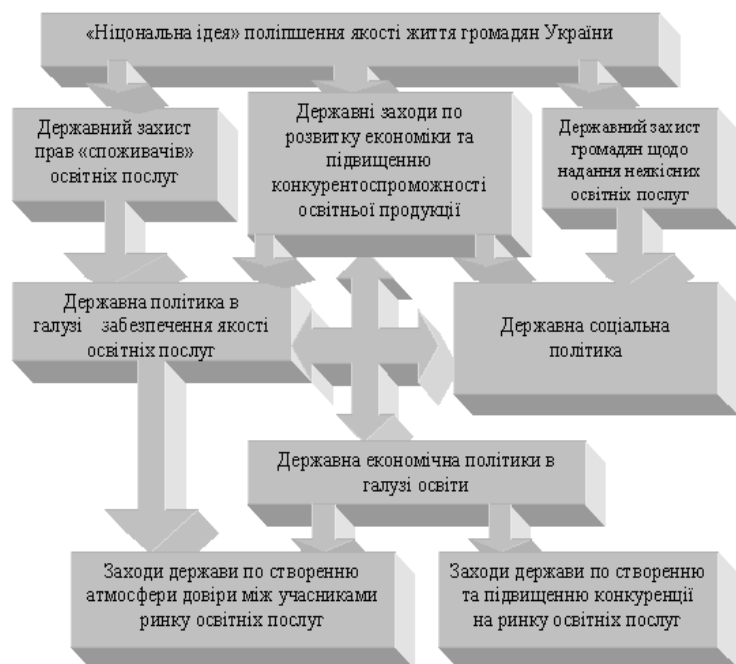 «Ніціональна ідея» поліпшення якості життя громадян України
Державний захист
прав «споживачів»
освітніх послуг
Державні заходи по
розвитку економіки та
підвищенню
конкурентоспроможності
освітньої продукції
Державний захист
громадян щодо
надання неякісних
освітніх послуг
Державна політика в
галузі забезпечення якості
освітніх послуг
Державна соціальна
політика
Державна економічна політики в
галузі освіти
Заходи держави по створенню
атмосфери довіри між учасниками
ринку освітніх послуг
Заходи держави по створенню
та підвищенню конкуренції
на ринку освітніх послуг